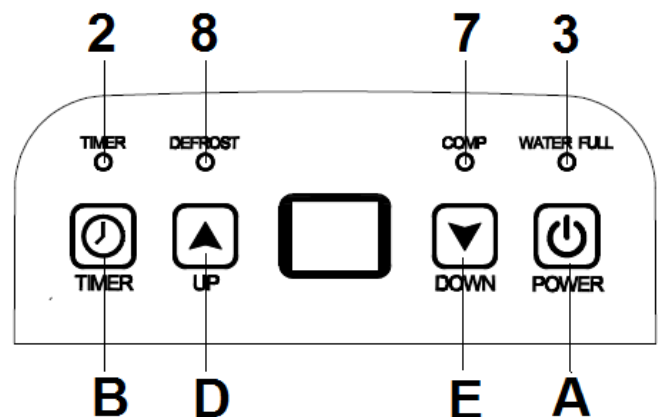 2 8 7 3
TIMER DEFROST COMP WATER FULL
TIMER UP DOWN POWER
B D E A